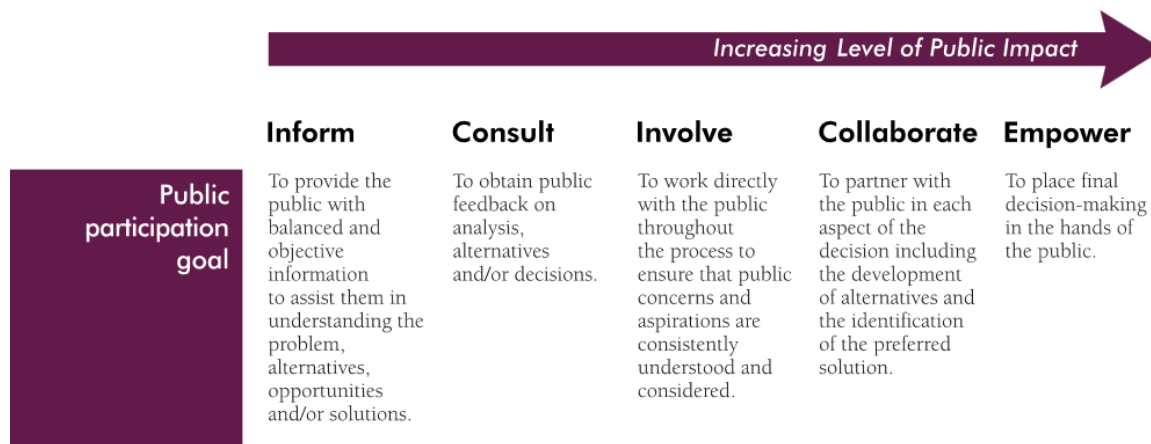 Increasing Level of Public Impact
Inform
Consult
Involve
Collaborate
Empower
Public
participation
goal
To provide the
public with
balanced and
objective
information
to assist them in
understanding the
problem,
alternatives,
opportunities
and/or solutions.
To obtain public
feedback on
analysis,
alternatives
and/or decisions.
To work directly
with the public
throughout
the process to
ensure that public
concerns and
aspirations are
consistently
understood and
considered.
To partner with
the public in each
aspect of the
decision including
the development
of alternatives and
the identification
of the preferred
solution.
To place final
decision-making
in the hands of
the public.